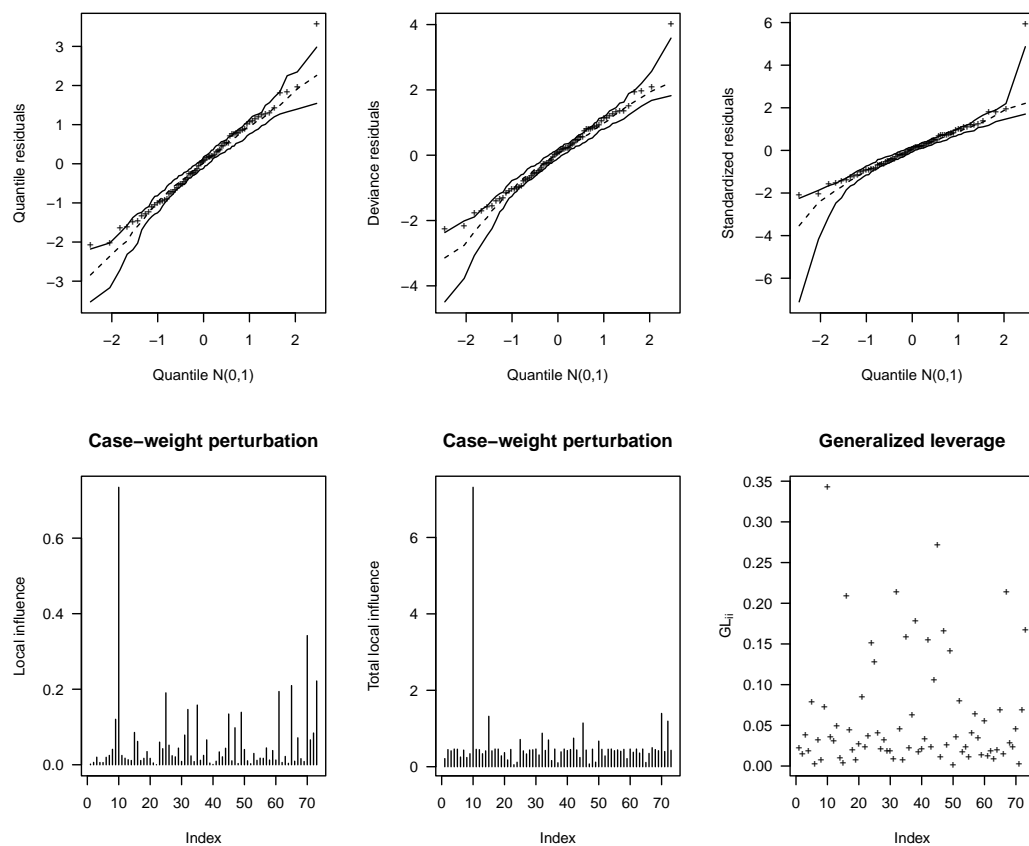 3
2
1
0
−1
−2
−3
Quantile residuals
−2 −1 0 1 2
Quantile N(0,1)
4
2
0
−2
−4
Deviance residuals
−2 −1 0 1 2
Quantile N(0,1)
6
4
2
0
−2
−4
−6
Standardized residuals
−2 −1 0 1 2
Quantile N(0,1)
Case−weight perturbation
0.6
0.4
0.2
0.0
Local influence
0 10 20 30 40 50 60 70
Index
Case−weight perturbation
6
4
2
0
Total local influence
0 10 20 30 40 50 60 70
Index
Generalized leverage
0.35
0.30
0.25
0.20
0.15
0.10
0.05
0.00
GLii
0 10 20 30 40 50 60 70
Index